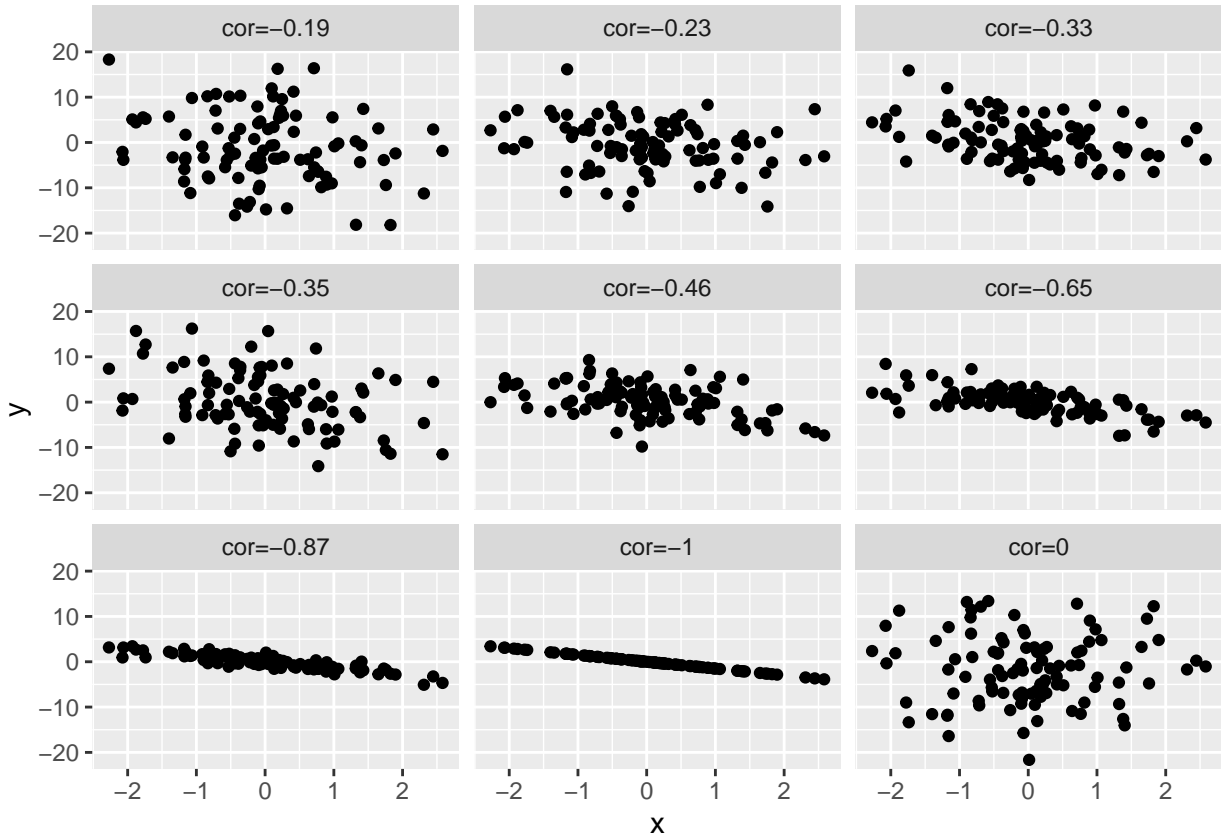 cor=−0.19 cor=−0.23 cor=−0.33
20
10
0
−10
−20
cor=−0.35 cor=−0.46 cor=−0.65
20
10
0
−10
−20
y
cor=−0.87 cor=−1 cor=0
20
10
0
−10
−20
−2 −1 0 1 2 −2 −1 0 1 2 −2 −1 0 1 2
x